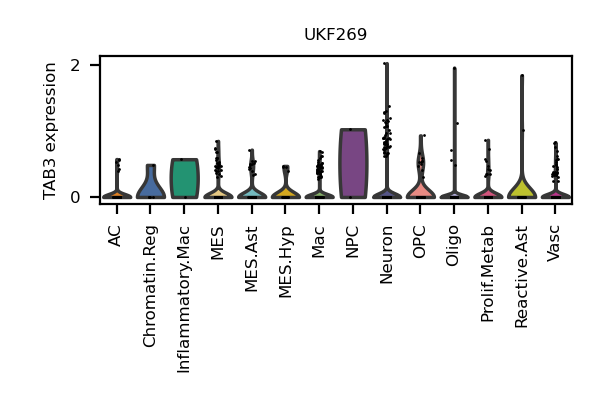 UKF269
TAB3 expression
2
0
AC
Chromatin.Reg
Inflammatory.Mac
MES
MES.Ast
MES.Hyp
Mac
NPC
Neuron
OPC
Oligo
Prolif.Metab
Reactive.Ast
Vasc